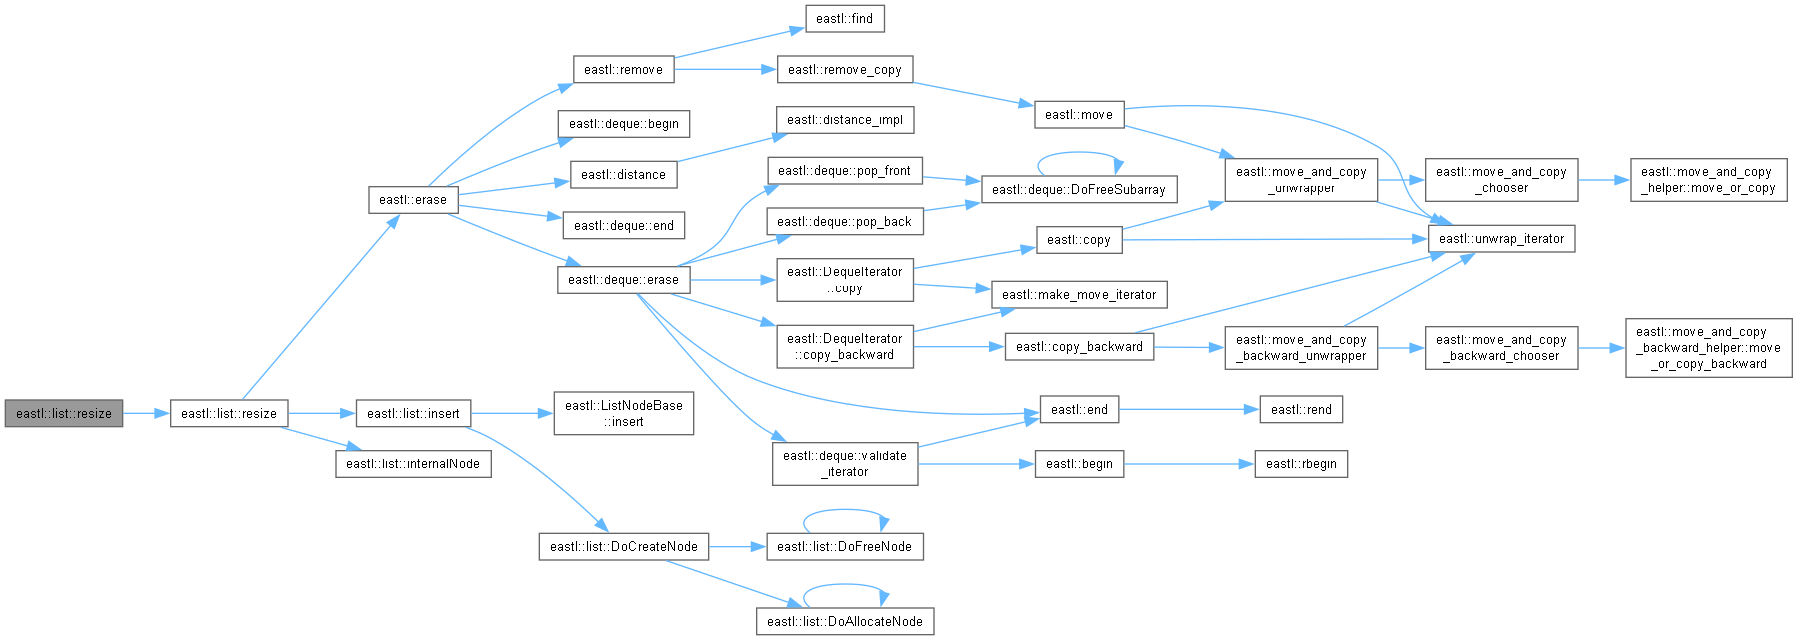 eastl::find
eastl::remove
eastl::remove_copy
eastl::move
eastl::deque::begin
eastl::distance_impl
eastl::distance
eastl::deque::pop_front
eastl::deque::DoFreeSubarray
eastl::move_and_copy
_unwrapper
eastl::move_and_copy
_chooser
eastl::move_and_copy
_helper::move_or_copy
eastl::erase
eastl::deque::end
eastl::deque::pop_back
eastl::copy
eastl::unwrap_iterator
eastl::deque::erase
eastl::DequeIterator
::copy
eastl::make_move_iterator
eastl::DequeIterator
::copy_backward
eastl::copy_backward
eastl::move_and_copy
_backward_unwrapper
eastl::move_and_copy
_backward_chooser
eastl::move_and_copy
_backward_helper::move
_or_copy_backward
eastl::list::resize
eastl::list::resize
eastl::list::insert
eastl::ListNodeBase
::insert
eastl::end
eastl::rend
eastl::list::internalNode
eastl::deque::validate
_iterator
eastl::begin
eastl::rbegin
eastl::list::DoCreateNode
eastl::list::DoFreeNode
eastl::list::DoAllocateNode